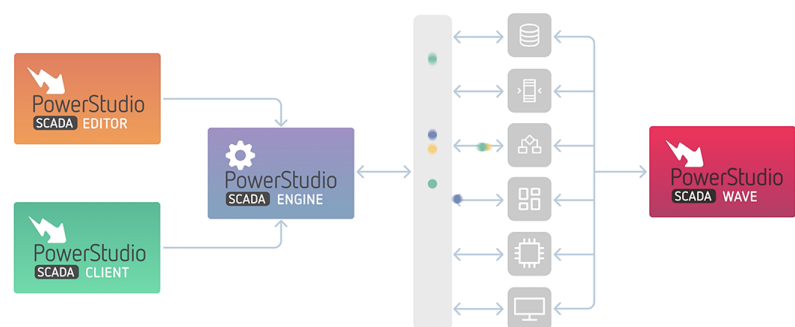 PowerStudio
SCADA EDITOR
PowerStudio
SCADA ENGINE
PowerStudio
SCADA CLIENT
PowerStudio
SCADA WAVE